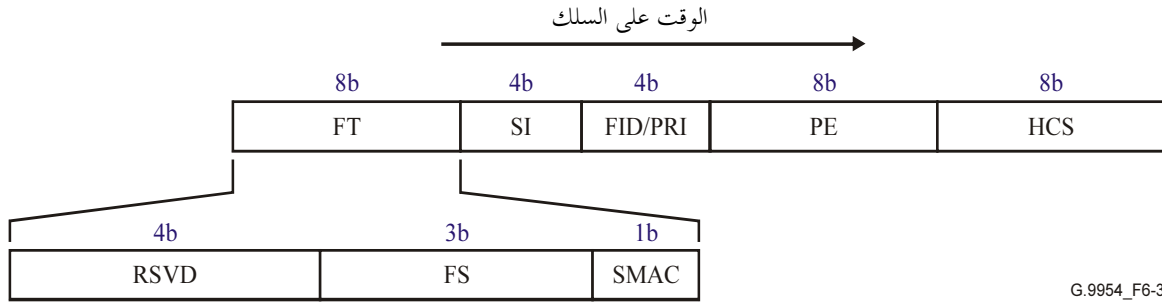 الوقت على السلك
8b 4b 4b 8b 8b
FT SI FID/PRI PE HCS
4b 3b 1b
RSVD FS SMAC
G.9954_F6-3